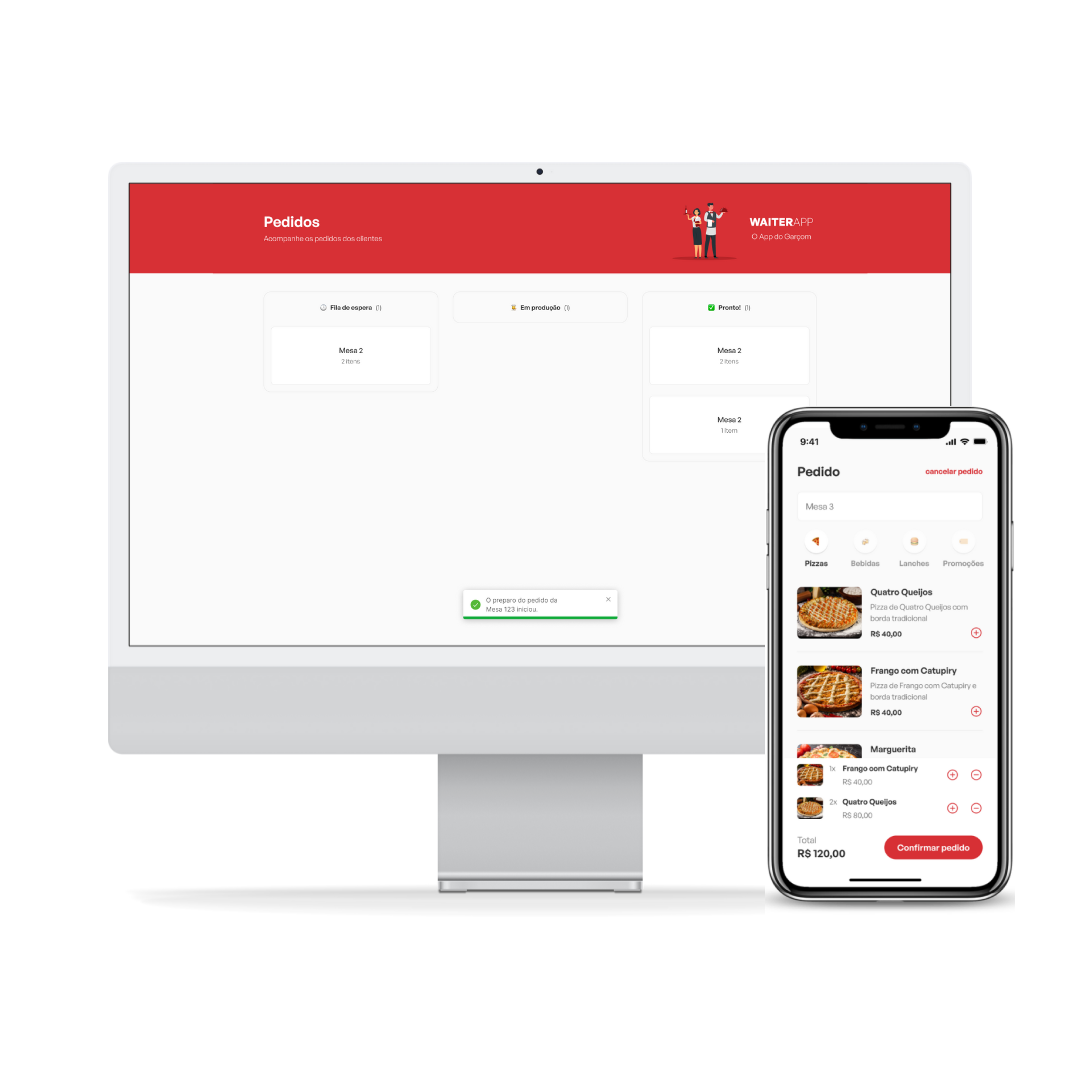 Pedidos
Acompanhe os pedidos dos clientes
WAITERAPP
O App do Garçom
Fila de espera (1)
Em produção (1)
Pronto! (1)
Mesa 2
2 itens
Mesa 2
2 itens
Mesa 2
1 item
O preparo do pedido da
Mesa 123 iniciou.
9:41
Pedido
cancelar pedido
Mesa 3
Pizzas
Bebidas
Lanches
Promoções
Quatro Queijos
Pizza de Quatro Queijos com
borda tradicional
R$ 40,00
Frango com Catupiry
Pizza de Frango com Catupiry e
borda tradicional
R$ 40,00
Marguerita
1x Frango com Catupiry
R$ 40,00
2x Quatro Queijos
R$ 80,00
Total
R$ 120,00
Confirmar pedido